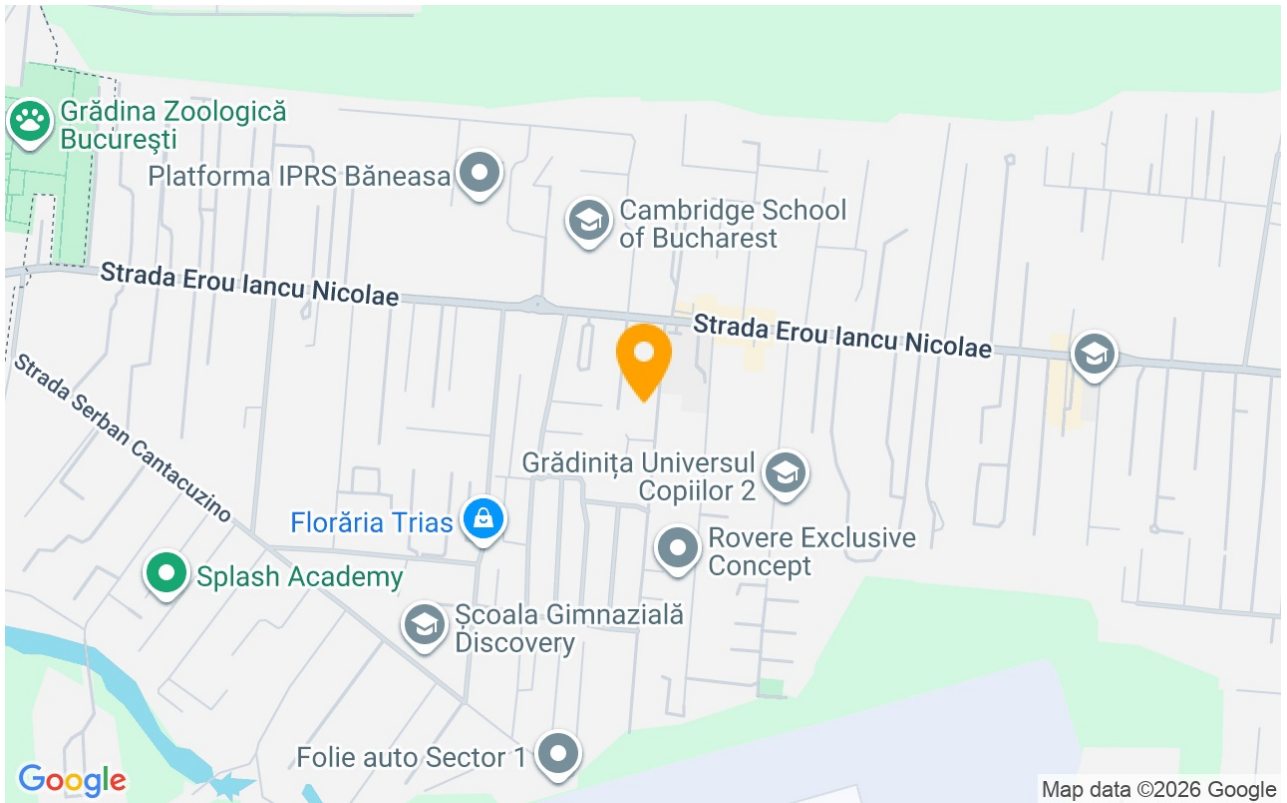 Grădina Zoologică
București
Platforma IPRS Băneasa
Cambridge School
of Bucharest
Strada Erou Iancu Nicolae
Strada Erou Iancu Nicolae
Strada Serban Cantacuzino
Grădinița Universul
Copiilor 2
Florăria Trias
Rovere Exclusive
Concept
Splash Academy
Școala Gimnazială
Discovery
Folie auto Sector 1
Google
Map data ©2026 Google